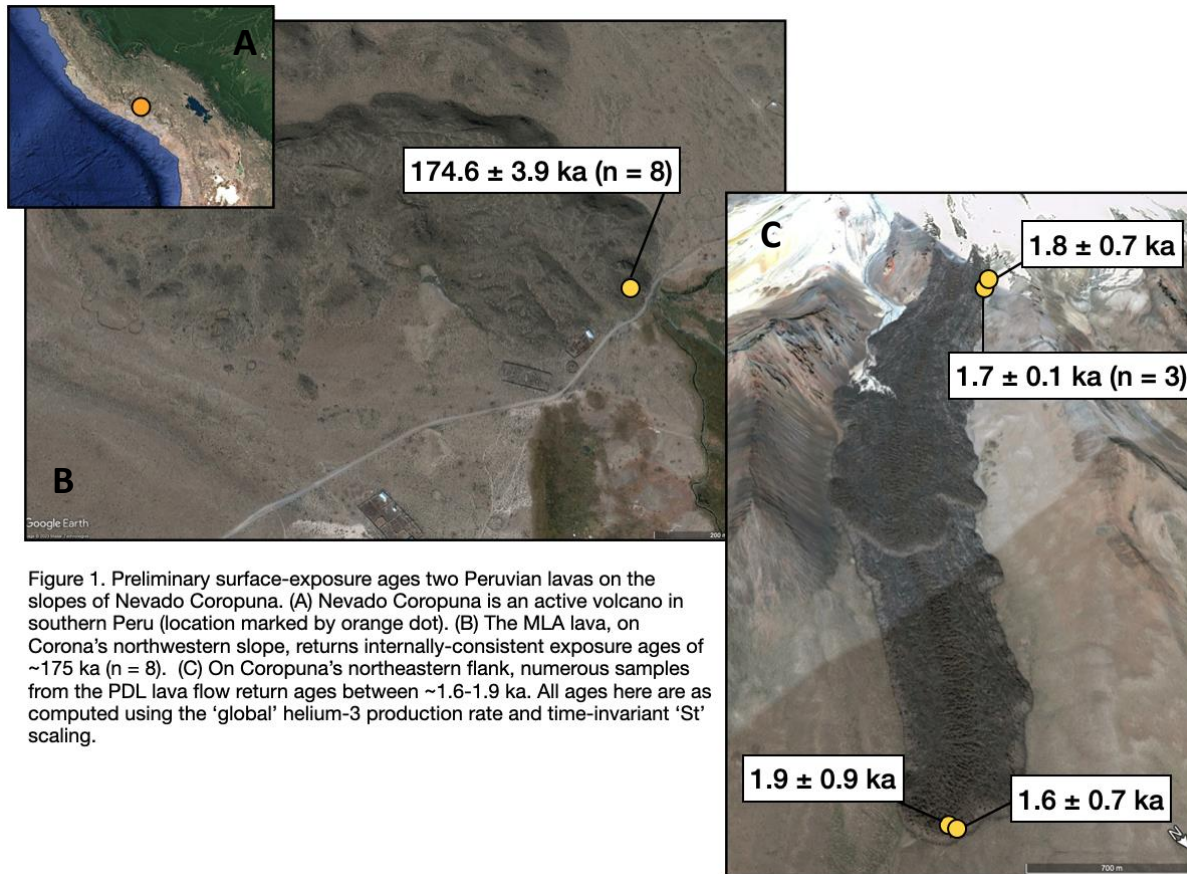 A
174.6 ± 3.9 ka (n = 8)
B
Google Earth
C
1.8 ± 0.7 ka
1.7 ± 0.1 ka (n = 3)
1.9 ± 0.9 ka
1.6 ± 0.7 ka
N
700 m
Figure 1. Preliminary surface-exposure ages two Peruvian lavas on the
slopes of Nevado Coropuna. (A) Nevado Coropuna is an active volcano in
southern Peru (location marked by orange dot). (B) The MLA lava, on
Corona’s northwestern slope, returns internally-consistent exposure ages of
~175 ka (n = 8).  (C) On Coropuna’s northeastern flank, numerous samples
from the PDL lava flow return ages between ~1.6-1.9 ka. All ages here are as
computed using the ‘global’ helium-3 production rate and time-invariant ‘St’
scaling.